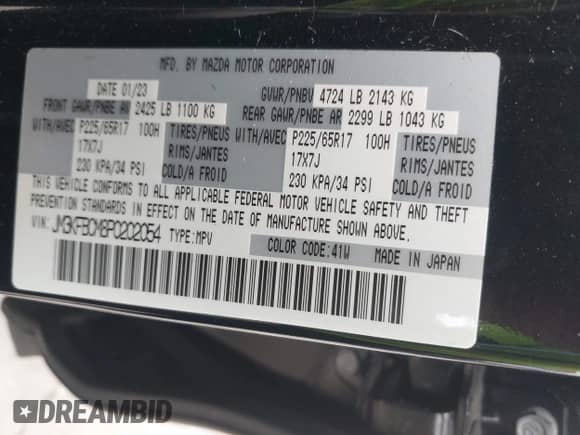 MFD. BY MAZDA MOTOR CORPORATION
DATE 01/23 GVWR/PNBV 4724 LB 2143 KG
FRONT GAWR/PNBE AV 2425 LB 1100 KG REAR GAWR/PNBE AR 2299 LB 1043 KG
WITH/AVEC P225/65R17 100H TIRES/PNEUS WITH/AVEC P225/65R17 100H TIRES/PNEUS
17X7J RIMS/JANTES 17X7J RIMS/JANTES
230 KPA/34 PSI COLD/A FROID 230 KPA/34 PSI COLD/A FROID
THIS VEHICLE CONFORMS TO ALL APPLICABLE FEDERAL MOTOR VEHICLE SAFETY AND THEFT
PREVENTION STANDARDS IN EFFECT ON THE DATE OF MANUFACTURE SHOWN ABOVE.
VIN: JM3KFBCM8P0202054 TYPE:MPV
COLOR CODE:41W MADE IN JAPAN
DREAMBID